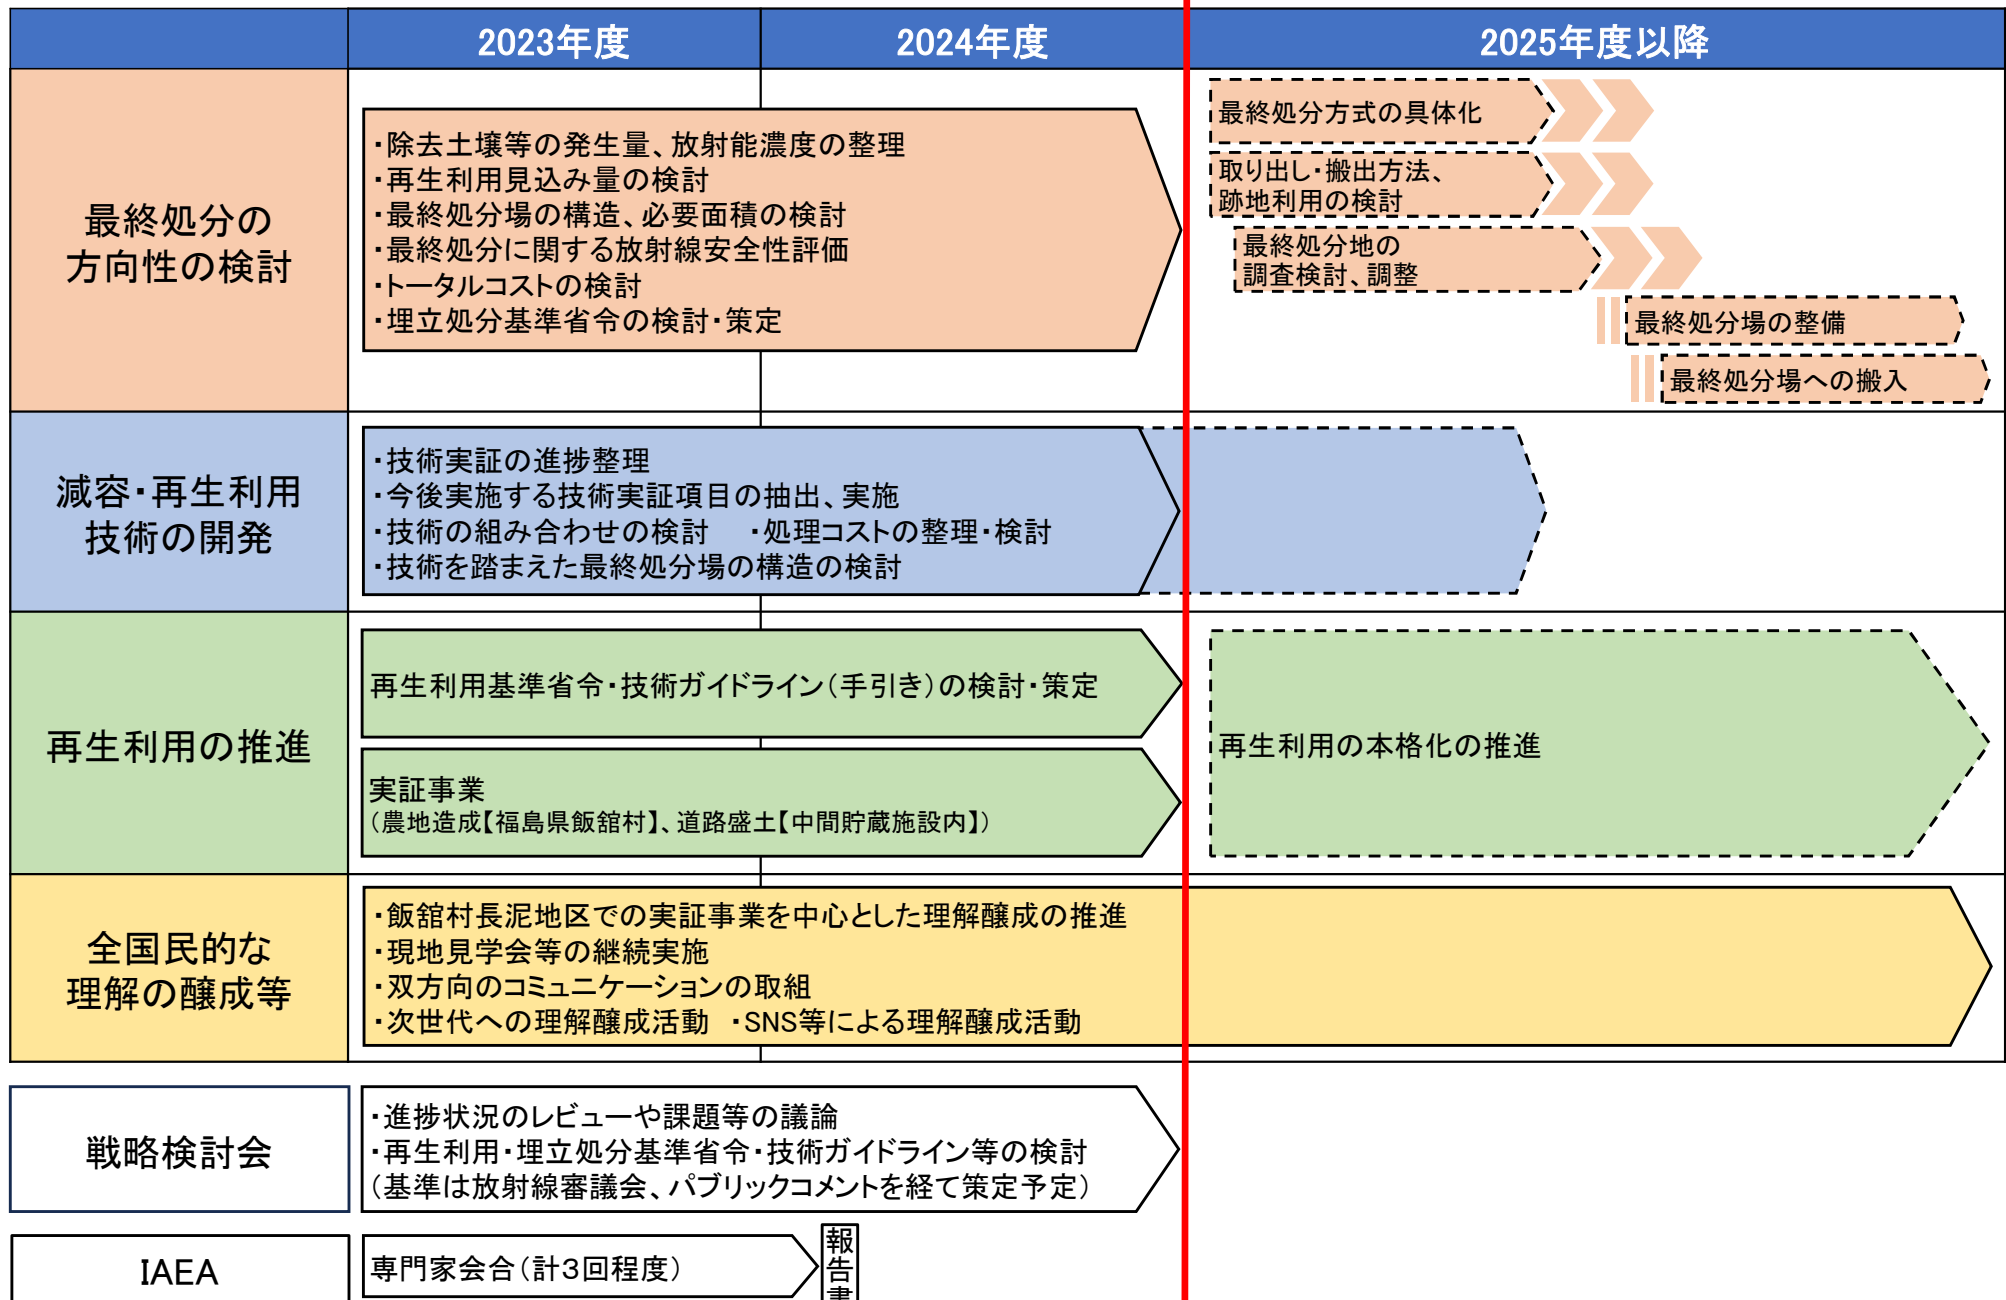 2023年度
2024年度
2025年度以降
最終処分の
方向性の検討
・除去土壌等の発生量、放射能濃度の整理
・再生利用見込み量の検討
・最終処分場の構造、必要面積の検討
・最終処分に関する放射線安全性評価
・トータルコストの検討
・埋立処分基準省令の検討・策定
最終処分方式の具体化
取り出し・搬出方法、
跡地利用の検討
最終処分地の
調査検討、調整
最終処分場の整備
最終処分場への搬入
減容・再生利用
技術の開発
・技術実証の進捗整理
・今後実施する技術実証項目の抽出、実施
・技術の組み合わせの検討　・処理コストの整理・検討
・技術を踏まえた最終処分場の構造の検討
再生利用の推進
再生利用基準省令・技術ガイドライン（手引き）の検討・策定
実証事業
（農地造成【福島県飯舘村】、道路盛土【中間貯蔵施設内】）
再生利用の本格化の推進
全国民的な
理解の醸成等
・飯舘村長泥地区での実証事業を中心とした理解醸成の推進
・現地見学会等の継続実施
・双方向のコミュニケーションの取組
・次世代への理解醸成活動　・SNS等による理解醸成活動
戦略検討会
・進捗状況のレビューや課題等の議論
・再生利用・埋立処分基準省令・技術ガイドライン等の検討
（基準は放射線審議会、パブリックコメントを経て策定予定）
IAEA
専門家会合（計３回程度）
報告書